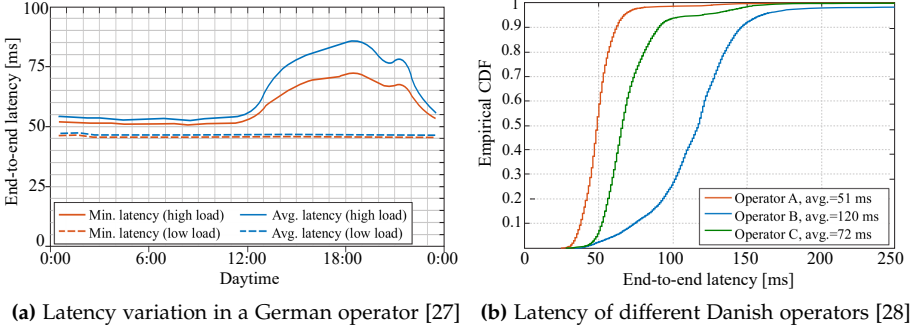 100
75
50
25
0
End-to-end latency [ms]
Min. latency (high load)
Avg. latency (high load)
Min. latency (low load)
Avg. latency (low load)
0:00 6:00 12:00 18:00 0:00
Daytime
(a) Latency variation in a German operator [27]
1
0.9
0.8
0.7
0.6
0.5
0.4
0.3
0.2
0.1
Empirical CDF
Operator A, avg.=51 ms
Operator B, avg.=120 ms
Operator C, avg.=72 ms
0 50 100 150 200 250
End-to-end latency [ms]
(b) Latency of different Danish operators [28]